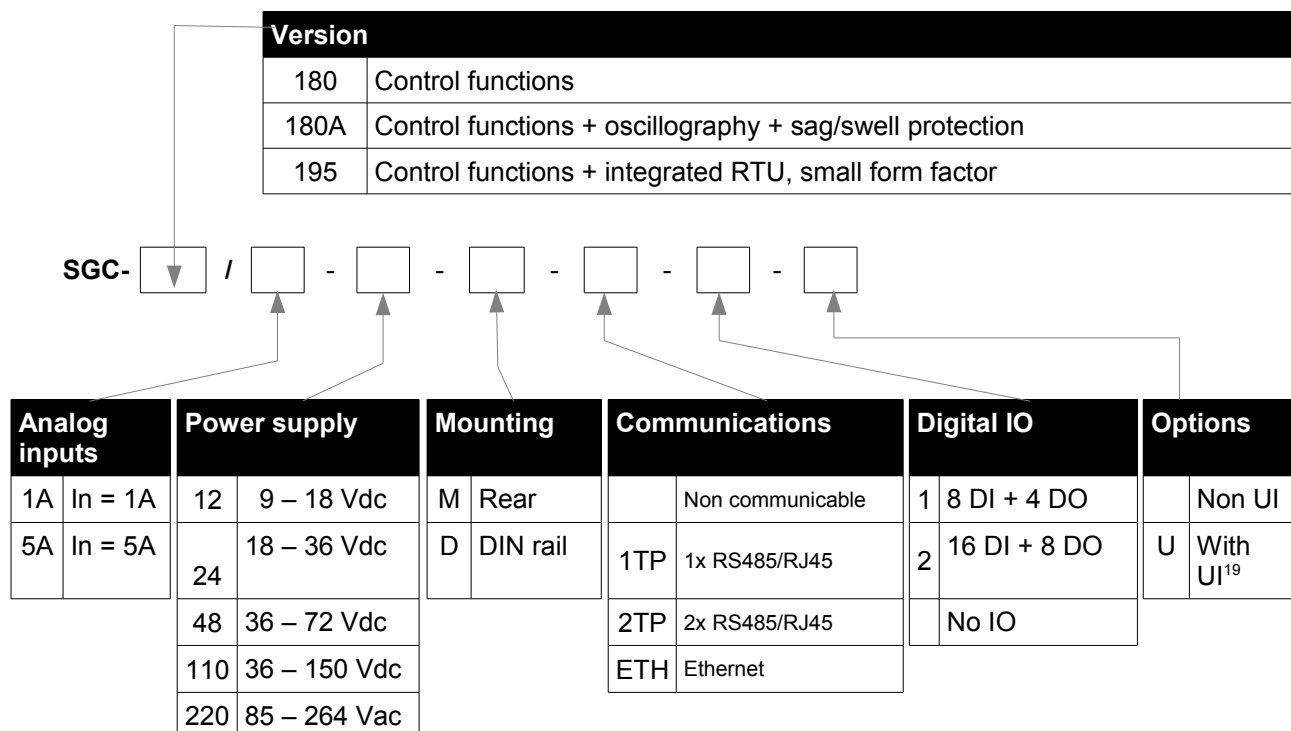 Version
180 Control functions
180A Control functions + oscillography + sag/swell protection
195 Control functions + integrated RTU, small form factor
SGC- / - - - - -
Analog inputs
1A In = 1A
5A In = 5A
Power supply
12 9 – 18 Vdc
24 18 – 36 Vdc
48 36 – 72 Vdc
110 36 – 150 Vdc
220 85 – 264 Vac
Mounting
M Rear
D DIN rail
Communications
Non communicable
1TP 1x RS485/RJ45
2TP 2x RS485/RJ45
ETH Ethernet
Digital IO
1 8 DI + 4 DO
2 16 DI + 8 DO
No IO
Options
Non UI
U With UI19